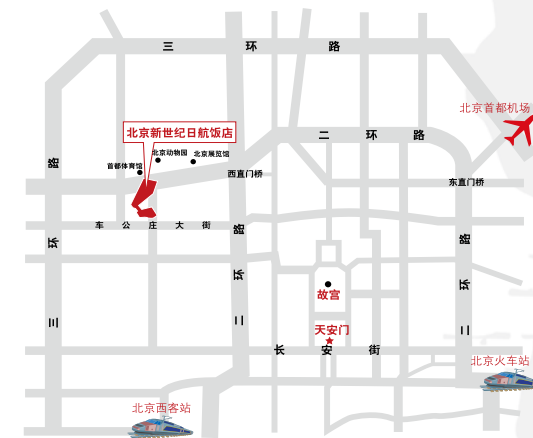 三 环 路
北京首都机场
北京新世纪日航饭店
二 环 路
北京动物园
北京展览馆
首都体育馆
西直门桥
东直门桥
三环路
车公庄大街
二环路
二环路
故宫
天安门
长安街
北京火车站
北京西客站